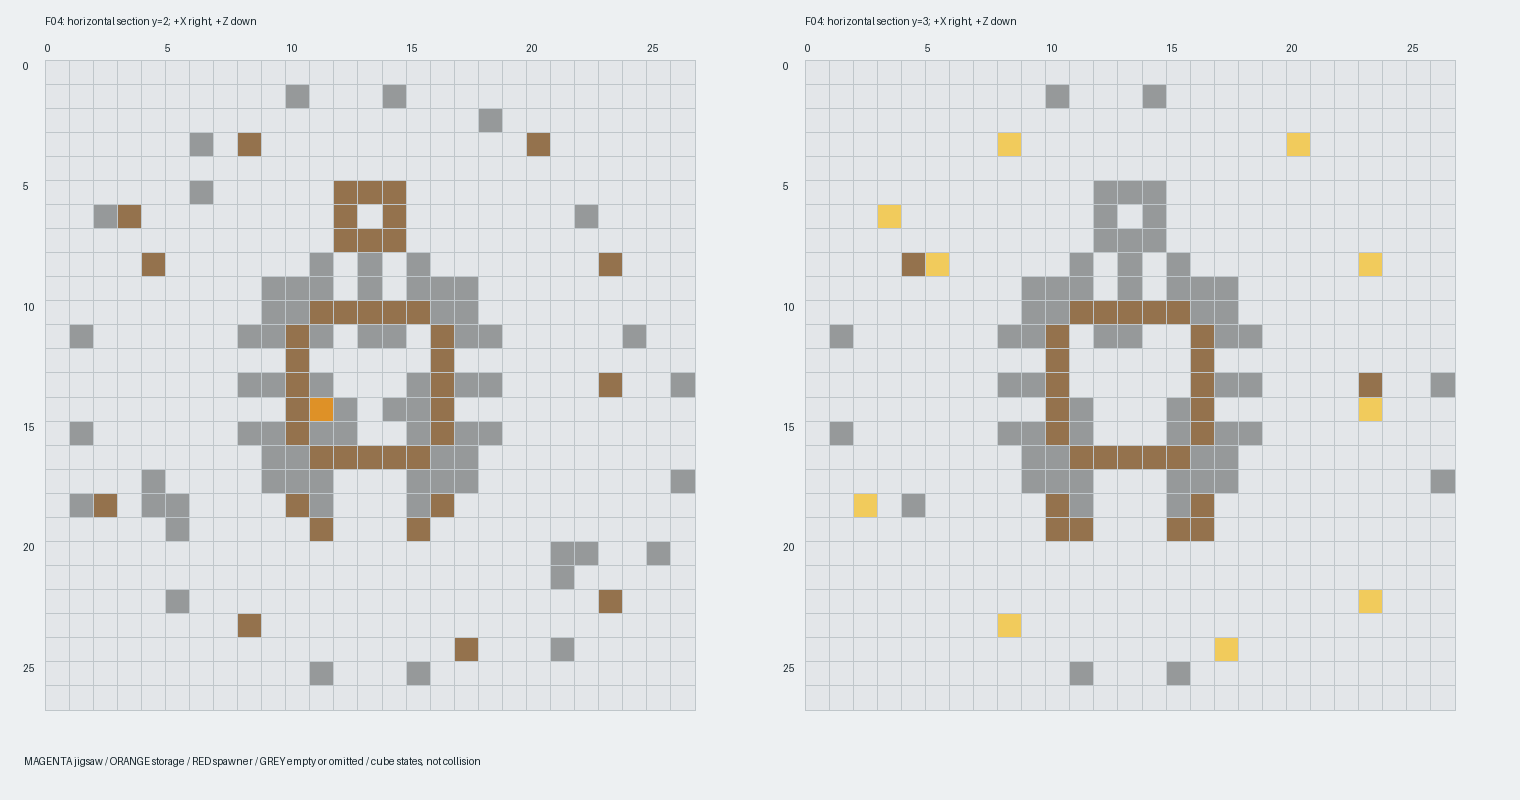 F04: horizontal section y=2; +X right, +Z down
F04: horizontal section y=3; +X right, +Z down
0 5 10 15 20 25
0 5 10 15 20 25
0 0
5 5
10 10
15 15
20 20
25 25
MAGENTA jigsaw / ORANGE storage / RED spawner / GREY empty or omitted / cube states, not collision